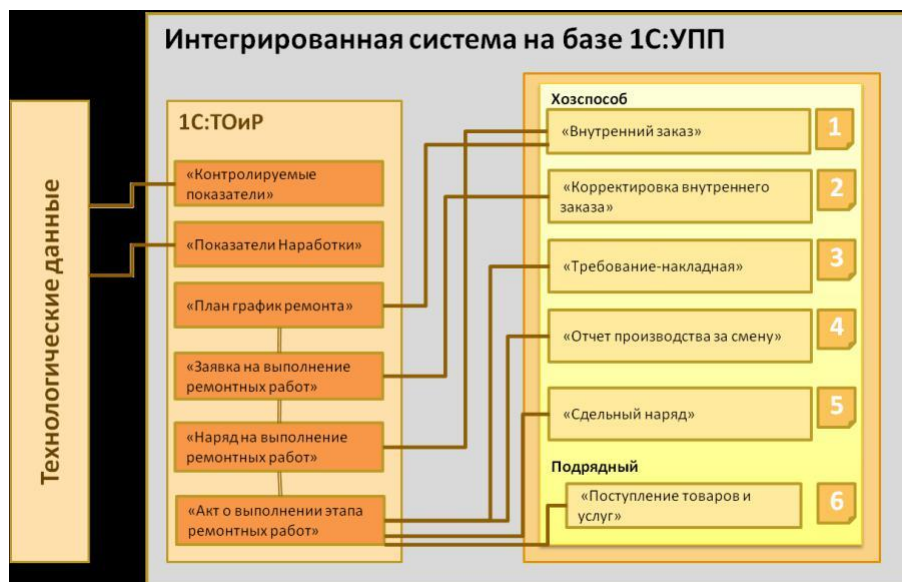 Интегрированная система на базе 1С:УПП
Технологические данные
1С:ТОиР
«Контролируемые
показатели»
«Показатели Наработки»
«План график ремонта»
«Заявка на выполнение
ремонтных работ»
«Наряд на выполнение
ремонтных работ»
«Акт о выполнении этапа
ремонтных работ»
Хозспособ
«Внутренний заказ»
1
«Корректировка внутреннего
заказа»
2
«Требование-накладная»
3
«Отчет производства за смену»
4
«Сдельный наряд»
5
Подрядный
«Поступление товаров и
услуг»
6